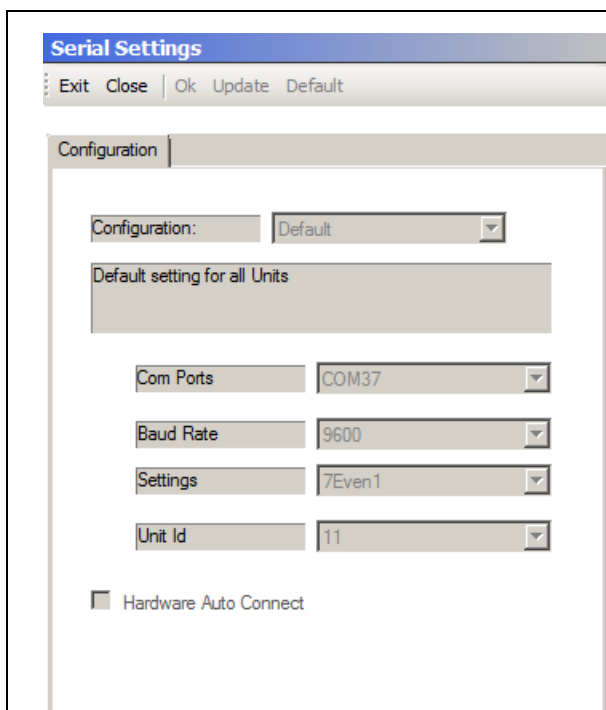 Serial Settings
Exit Close Ok Update Default
Configuration
Configuration: Default
Default setting for all Units
Com Ports COM37
Baud Rate 9600
Settings 7Even1
Unit Id 11
Hardware Auto Connect